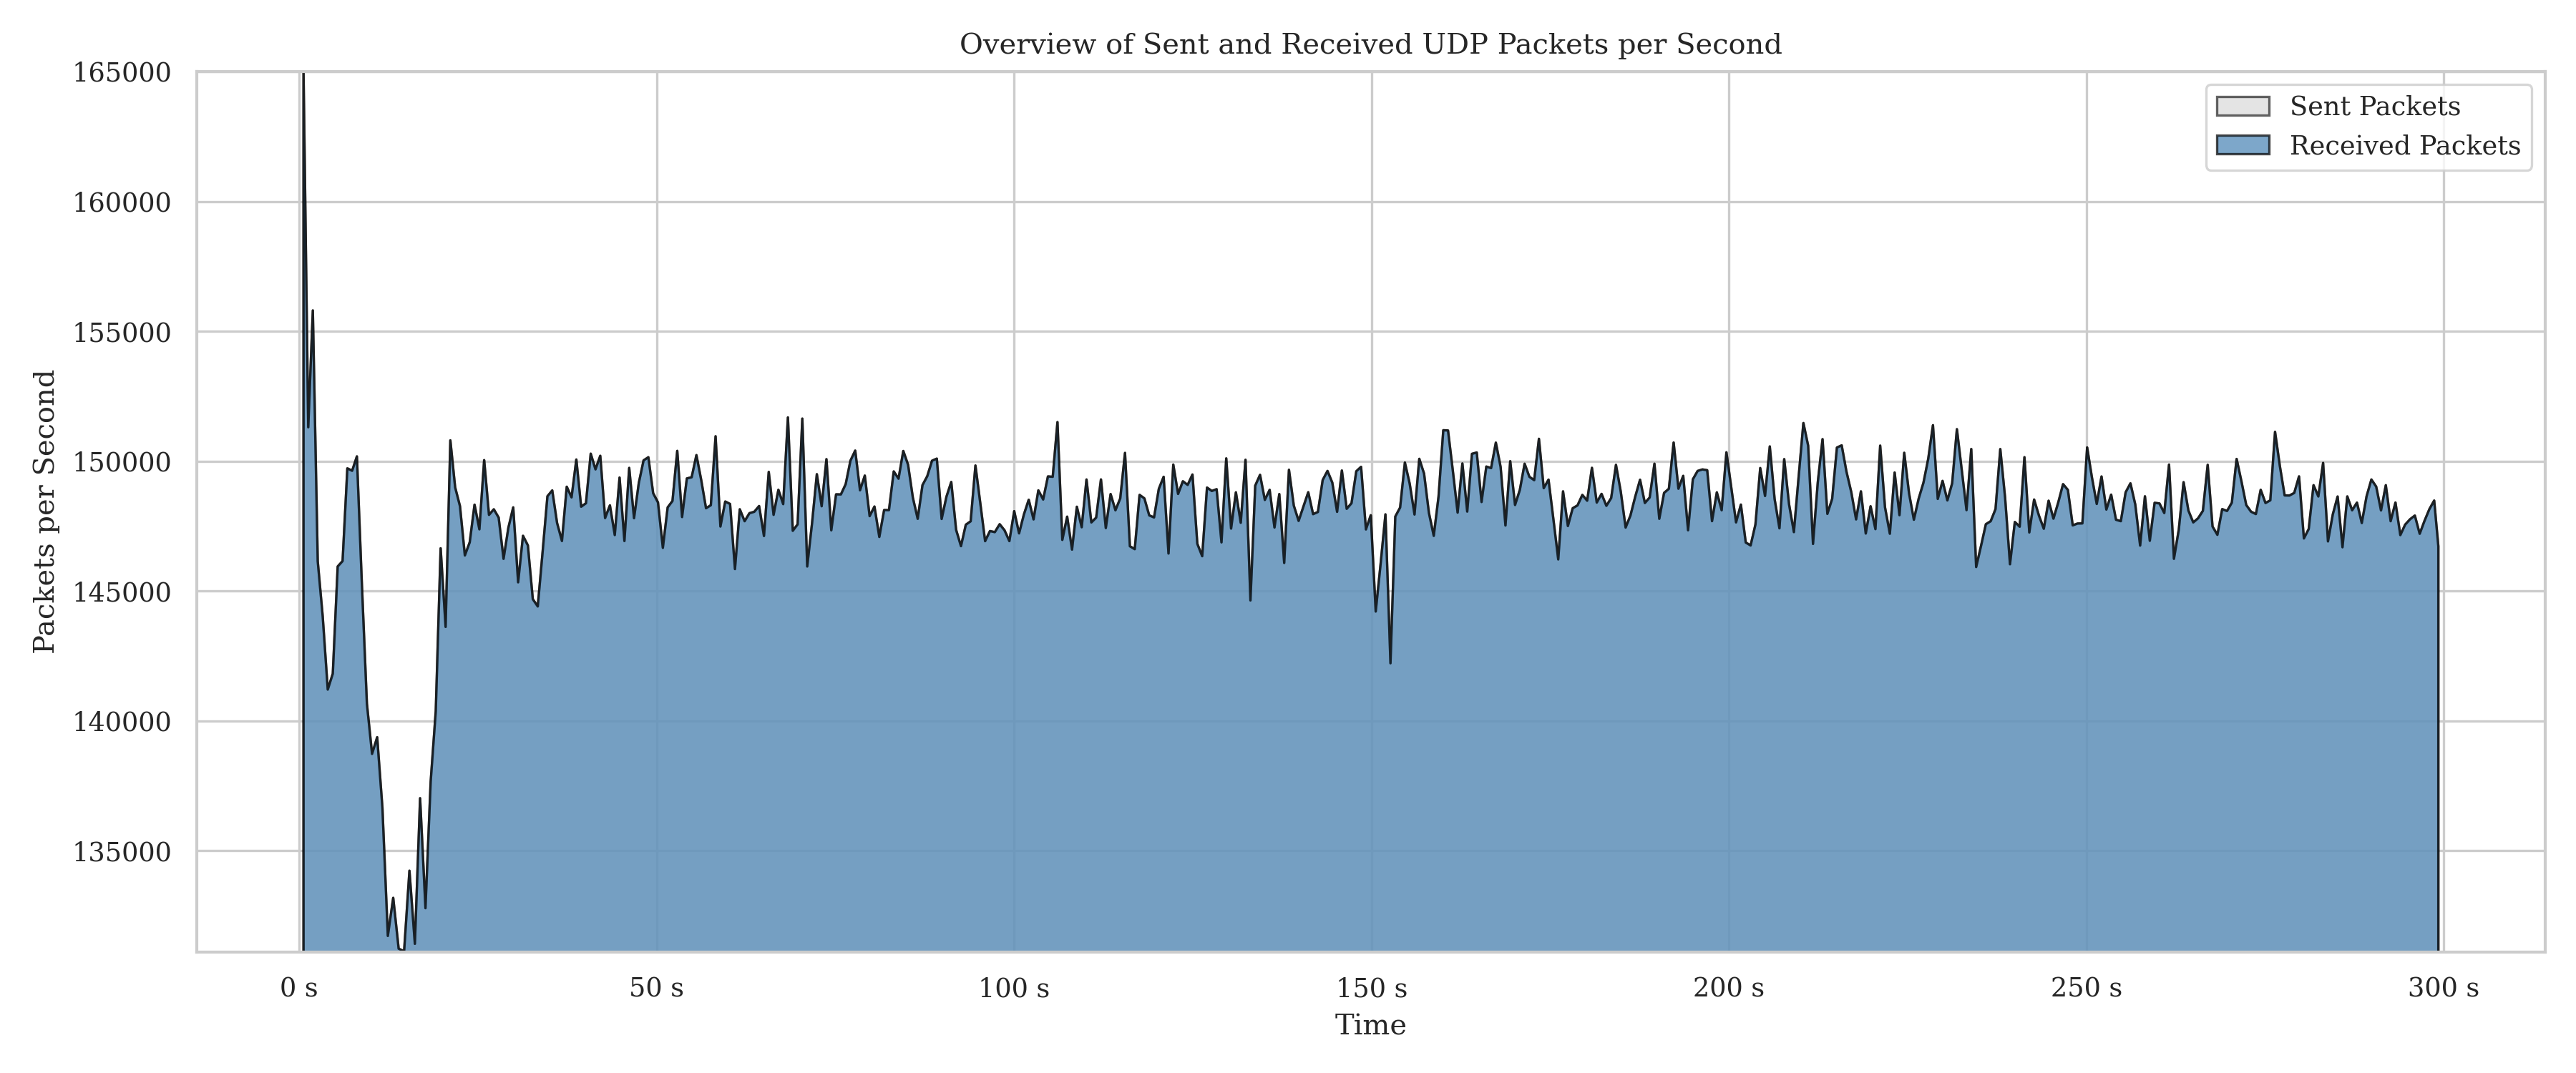 Overview of Sent and Received UDP Packets per Second
165000
160000
155000
150000
145000
140000
135000
Packets per Second
Sent Packets
Received Packets
0 s
50 s
100 s
150 s
200 s
250 s
300 s
Time